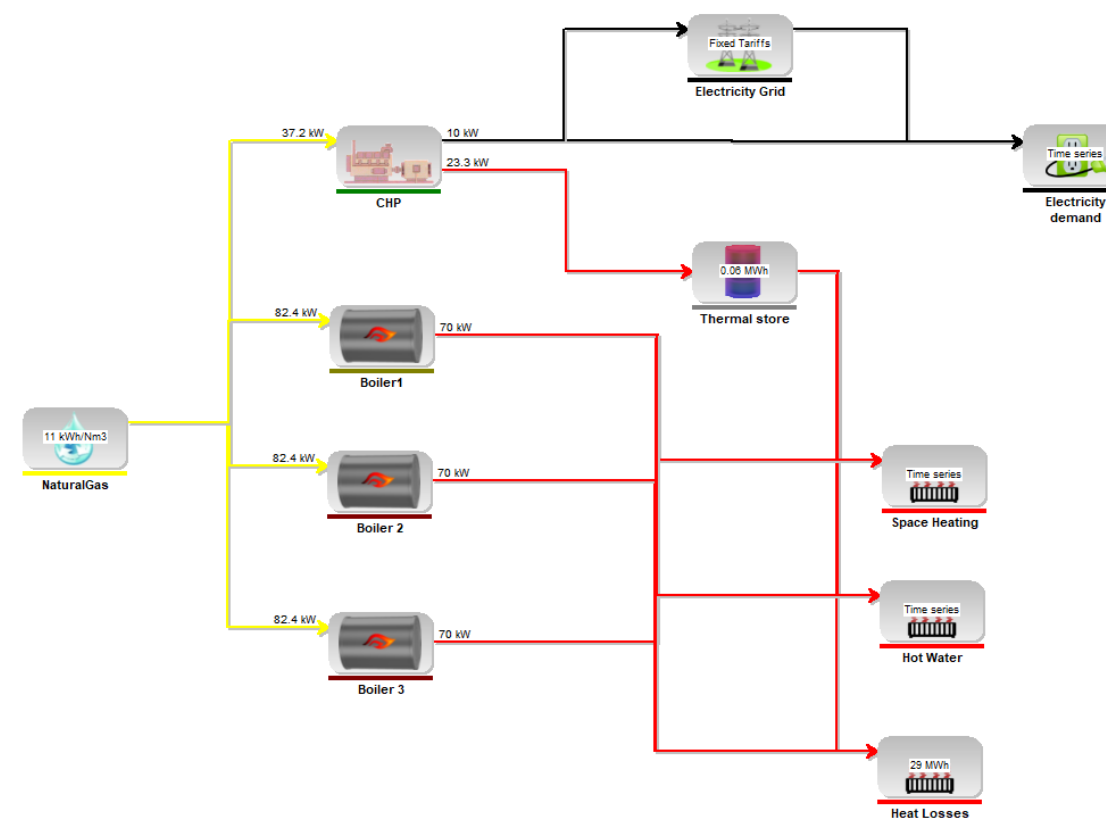 Fixed Tariffs
Electricity Grid
37.2 kW
10 kW
23.3 kW
CHP
Time series
Electricity
demand
0.06 MWh
Thermal store
82.4 kW
70 kW
Boiler1
11 kWh/Nm3
NaturalGas
82.4 kW
70 kW
Boiler 2
Time series
Space Heating
82.4 kW
70 kW
Boiler 3
Time series
Hot Water
29 MWh
Heat Losses